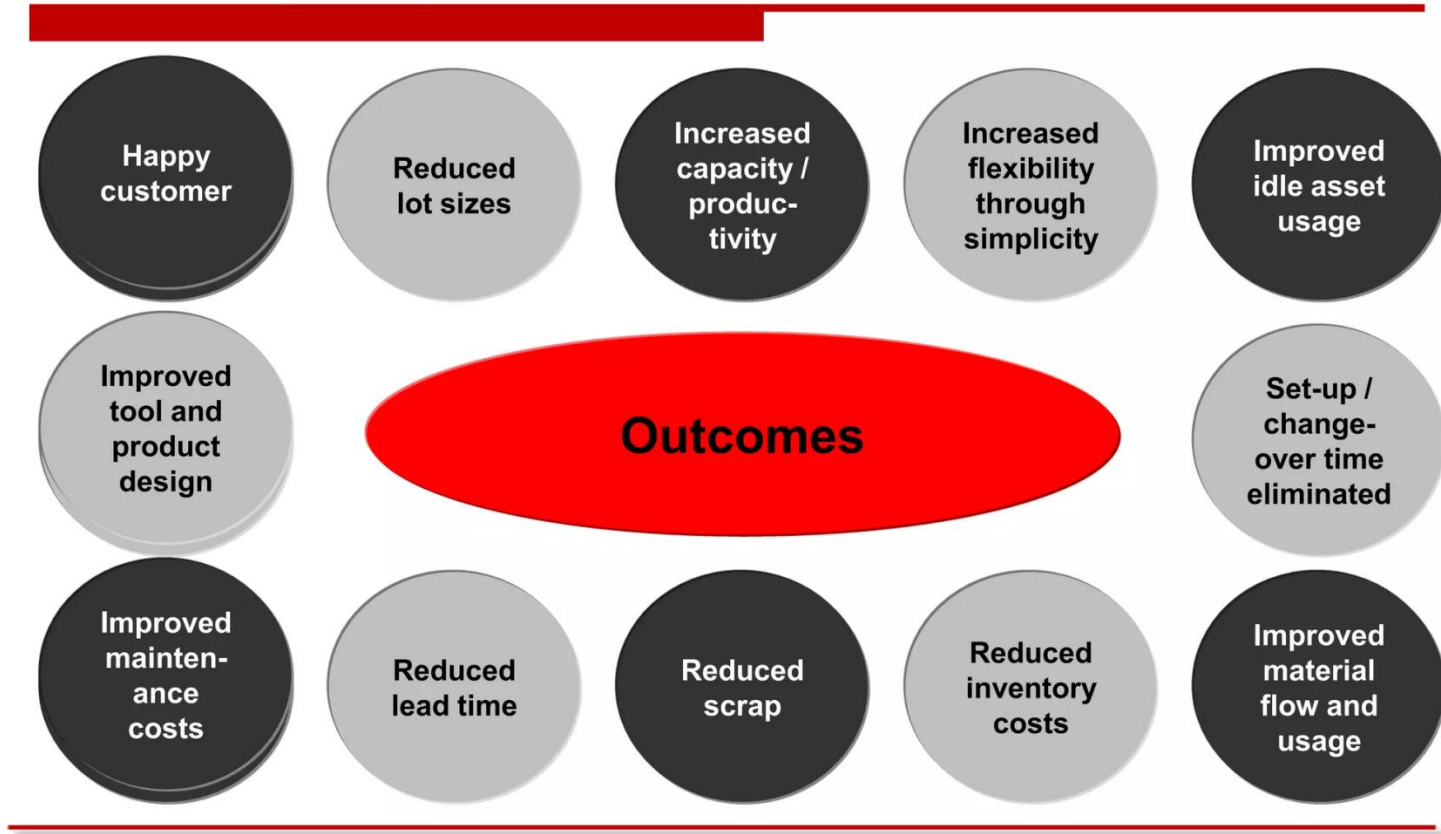 Happy
customer
Reduced
lot sizes
Increased
capacity /
produc-
tivity
Increased
flexibility
through
simplicity
Improved
idle asset
usage
Improved
tool and
product
design
Outcomes
Set-up /
change-
over time
eliminated
Improved
mainten-
ance
costs
Reduced
lead time
Reduced
scrap
Reduced
inventory
costs
Improved
material
flow and
usage